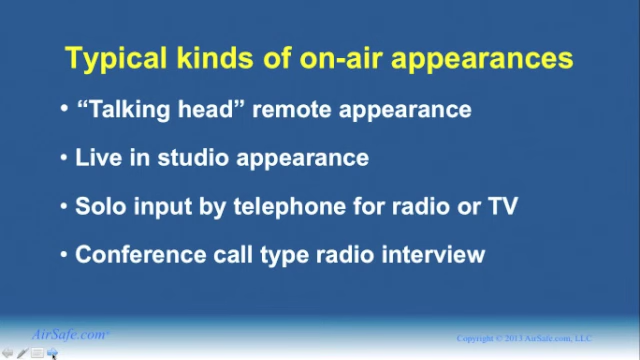 Typical kinds of on-air appearances
• “Talking head” remote appearance
• Live in studio appearance
• Solo input by telephone for radio or TV
• Conference call type radio interview
AirSafe.com
Copyright © 2013 AirSafe.com, LLC